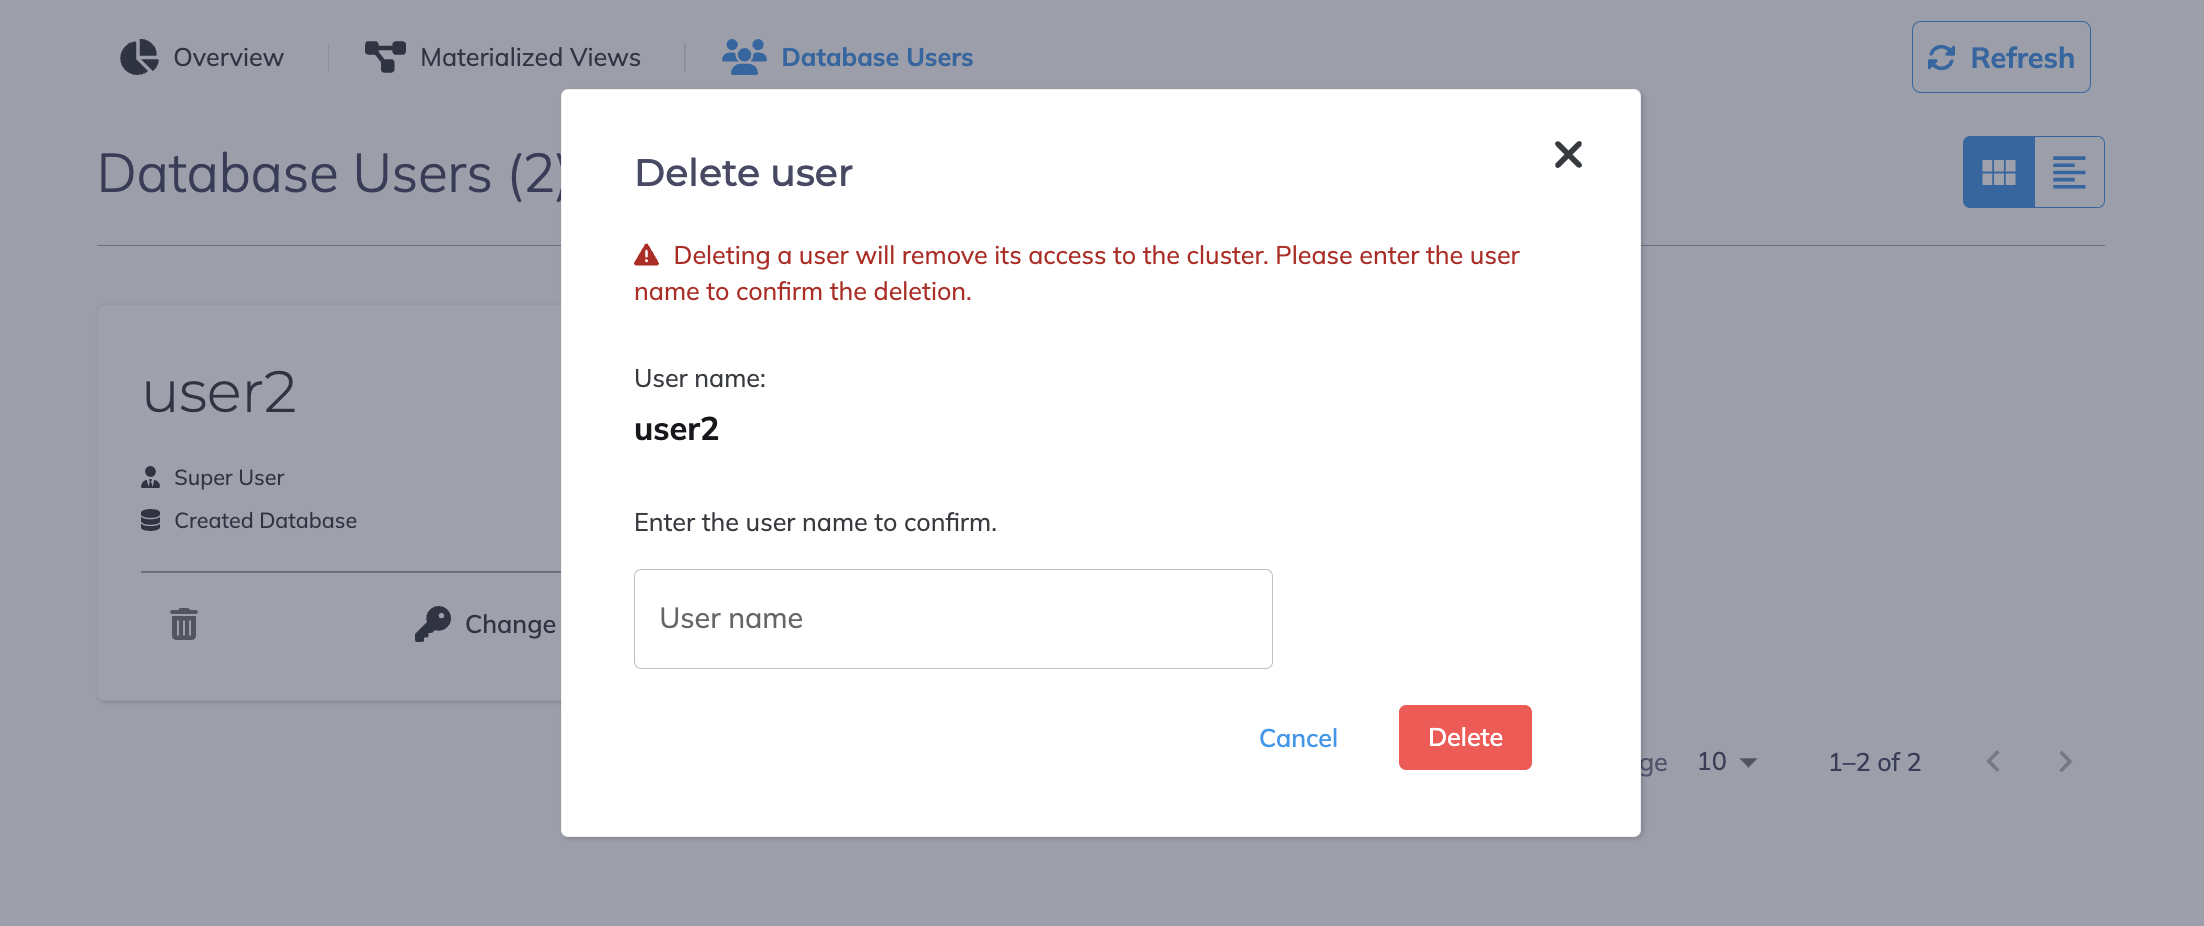 Overview
Materialized Views
Database Users
Refresh
Database Users (2)
Delete user
Deleting a user will remove its access to the cluster. Please enter the user
name to confirm the deletion.
User name:
user2
Enter the user name to confirm.
User name
Cancel
Delete
user2
Super User
Created Database
Change
ge
10
1–2 of 2